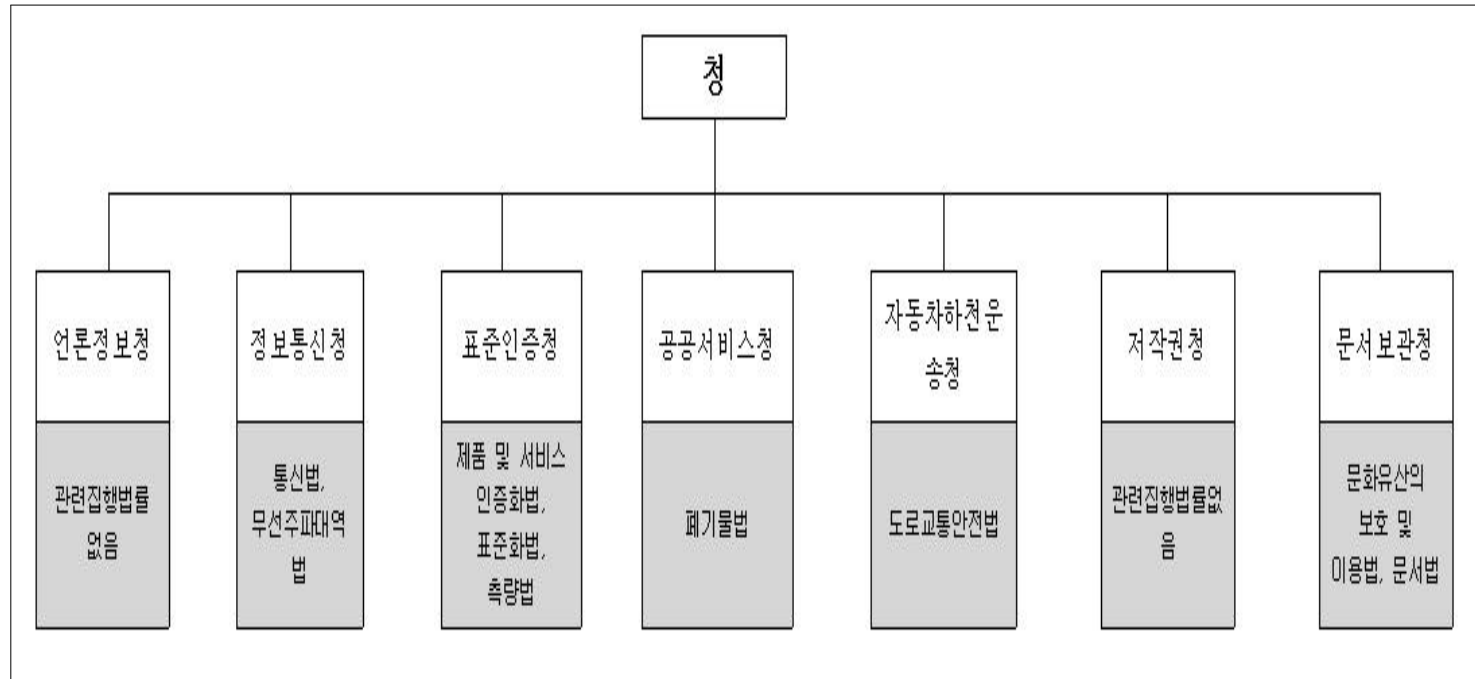 청
언론정보청
관련집행법률
없음
정보통신청
통신법,
무선주파대역
법
표준인증청
제품 및 서비스
인증화법,
표준화법,
측량법
공공서비스청
폐기물법
자동차하천운
송청
도로교통안전법
저작권청
관련집행법률없
음
문서보관청
문화유산의
보호 및
이용법, 문서법